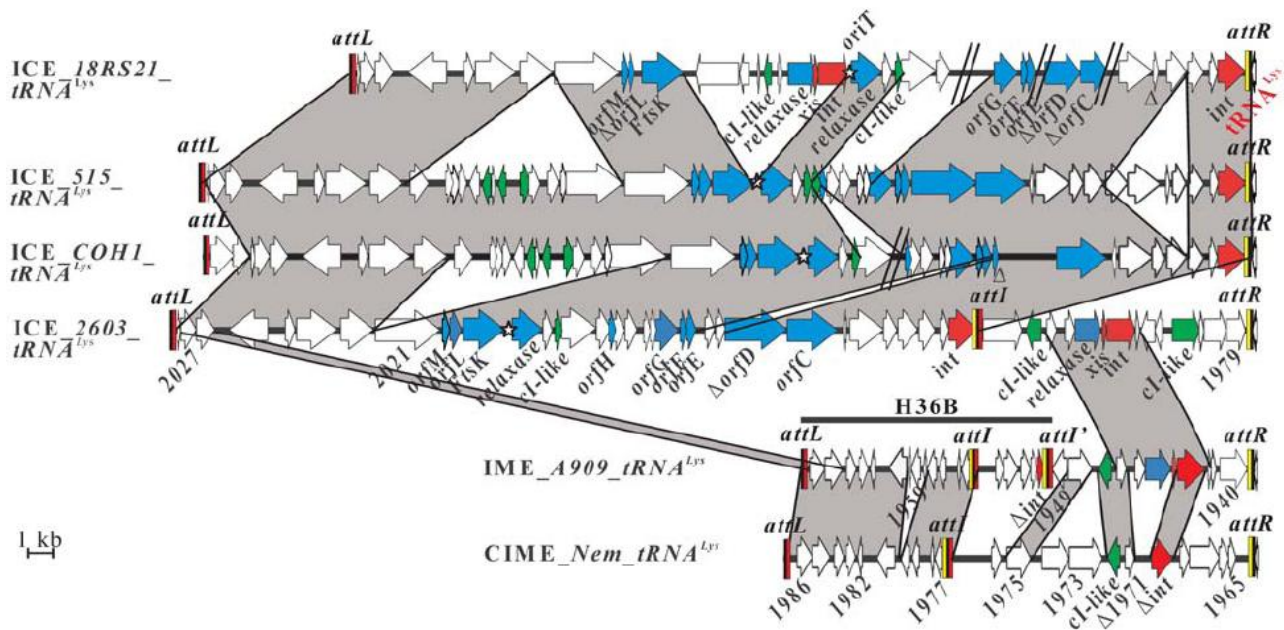 attL
oriT
attR
ICE_18RS21_
tRNA^Lys
orfM
ΔorfL
FtsK
cI-like
relaxase
xis
int
relaxase
cI-like
orfG
orfF
orfE
ΔorfD
ΔorfC
Δ
int
tRNA^Lys
attL
attR
ICE_515_
tRNA^Lys
attL
attR
ICE_COH1_
tRNA^Lys
Δ
attL
attI
attR
ICE_2603_
tRNA^Lys
2027
2021
orfM
orfL
FtsK
relaxase
cI-like
orfH
orfG
orfF
orfE
ΔorfD
orfC
int
cI-like
relaxase
xis
int
cI-like
1979
H36B
attL
attI
attI'
attR
IME_A909_tRNA^Lys
1959
Δint
1942
1940
1 kb
attL
attI
attR
CIME_Nem_tRNA^Lys
1986
1982
1977
1975
1973
cI-like
Δ1971
Δint
1965